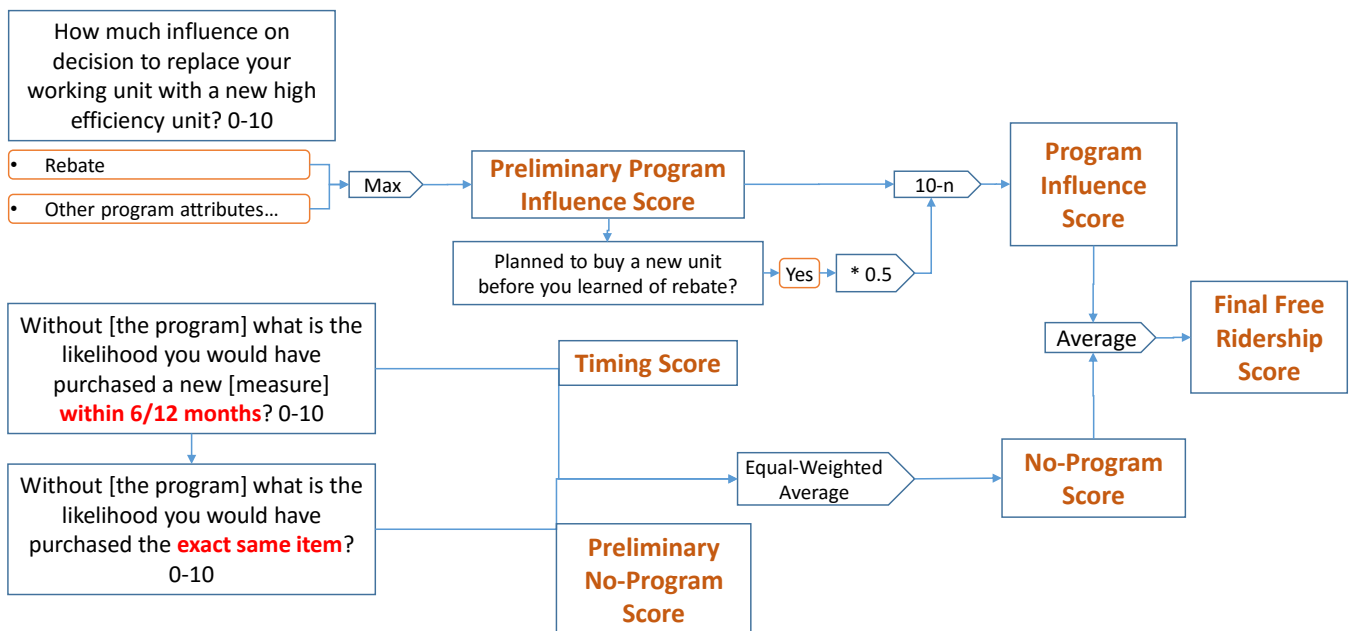 How much influence on
decision to replace your
working unit with a new high
efficiency unit? 0-10
• Rebate
• Other program attributes…
Max
Preliminary Program
Influence Score
10-n
Program
Influence
Score
Planned to buy a new unit
before you learned of rebate?
Yes
* 0.5
Without [the program] what is the
likelihood you would have
purchased a new [measure]
within 6/12 months? 0-10
Timing Score
Average
Final Free
Ridership
Score
Without [the program] what is the
likelihood you would have
purchased the exact same item?
0-10
Equal-Weighted
Average
No-Program
Score
Preliminary
No-Program
Score